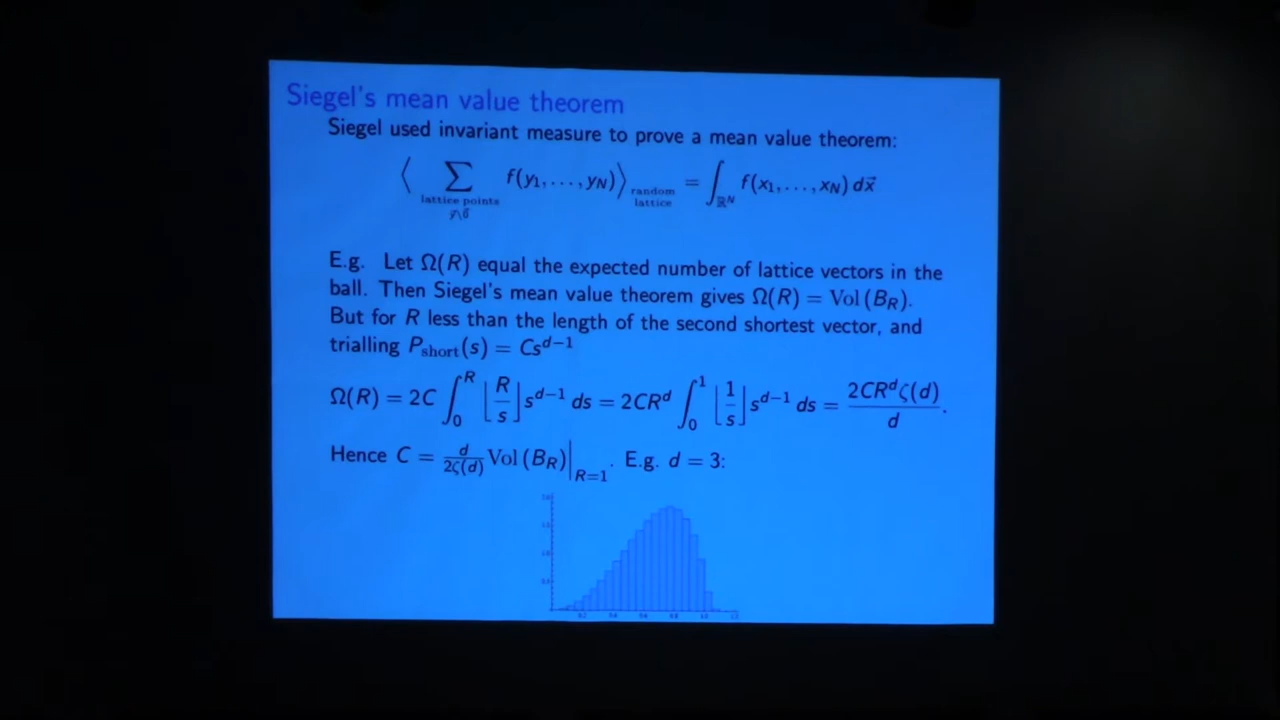 Siegel's mean value theorem
Siegel used invariant measure to prove a mean value theorem:
⟨ ∑ f(y₁, . . . , y_N)⟩ = ∫ f(x₁, . . . , x_N) dx⃗
lattice points random lattice ℝᴺ
E.g. Let Ω(R) equal the expected number of lattice vectors in the
ball. Then Siegel's mean value theorem gives Ω(R) = Vol (B_R).
But for R less than the length of the second shortest vector, and
trialling P_short(s) = Cs^{d−1}
Ω(R) = 2C ∫₀^R ⌊R/s⌋ s^{d−1} ds = 2CR^d ∫₀^1 ⌊1/s⌋ s^{d−1} ds = 2CR^d ζ(d)/d.
Hence C = d/2ζ(d) Vol (B_R)|_{R=1}. E.g. d = 3: